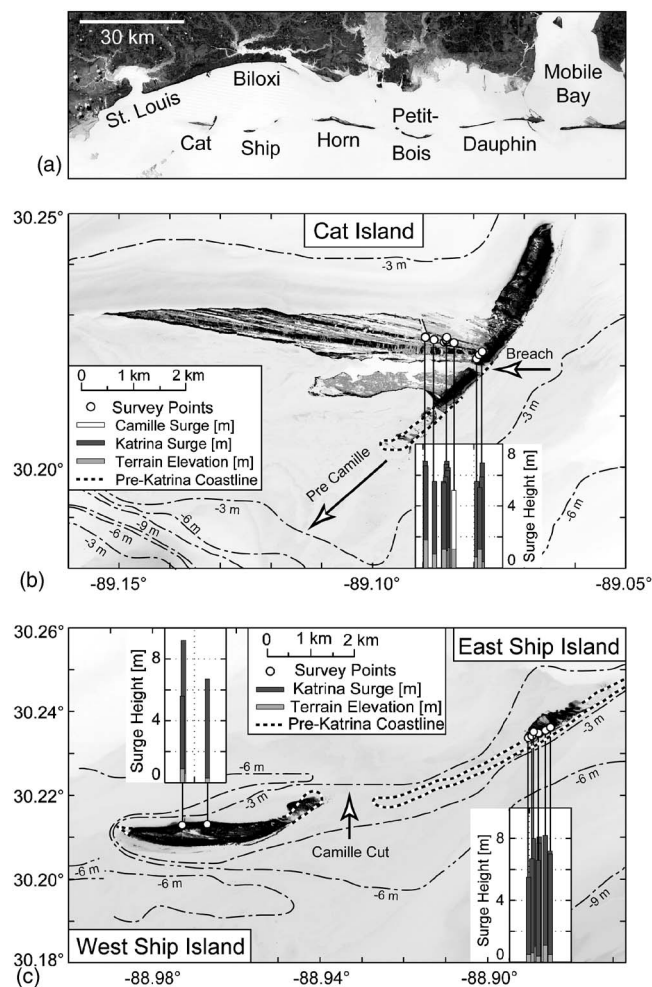 (a)
30 km
St. Louis
Biloxi
Mobile
Bay
Cat
Ship
Horn
Petit-
Bois
Dauphin
(b)
30.25°
30.20°
Cat Island
-3 m
Breach
-3 m
0 1 km 2 km
Survey Points
Camille Surge [m]
Katrina Surge [m]
Terrain Elevation [m]
Pre-Katrina Coastline
Pre Camille
8
4
0
Surge Height [m]
-3 m
-6 m
-9 m
-6 m
-3 m
-6 m
-89.15°
-89.10°
-89.05°
(c)
30.26°
30.24°
30.22°
30.20°
30.18°
Surge Height [m]
8
4
0
0 1 km 2 km
Survey Points
Katrina Surge [m]
Terrain Elevation [m]
Pre-Katrina Coastline
East Ship Island
-3 m
-6 m
-6 m
-3 m
Camille Cut
-6 m
-6 m
-6 m
-9 m
Surge Height [m]
8
4
0
West Ship Island
-88.98°
-88.94°
-88.90°